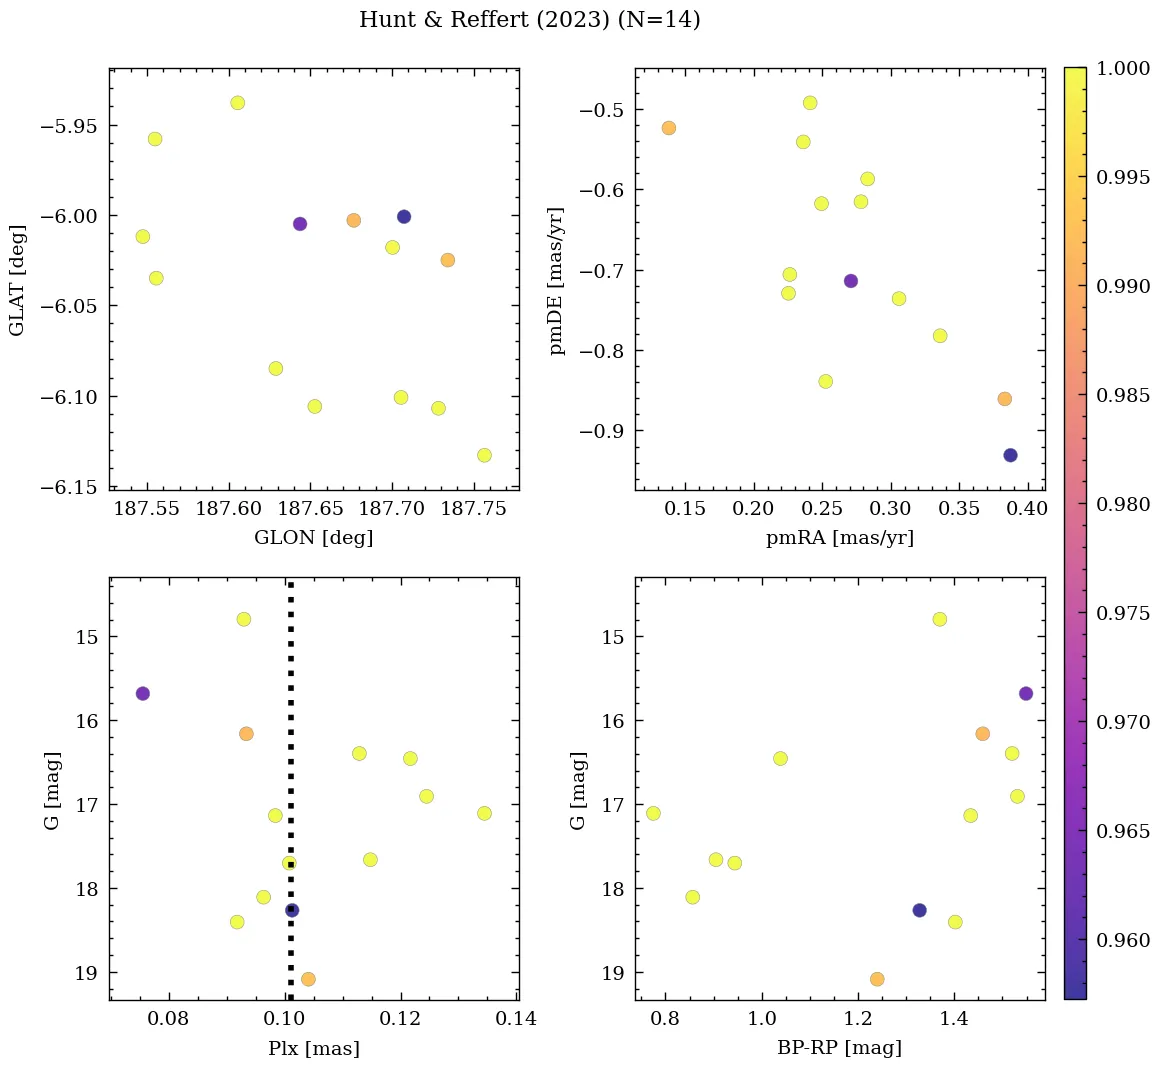 Hunt & Reffert (2023) (N=14)
−5.95
−6.00
−6.05
−6.10
−6.15
GLAT [deg]
187.55 187.60 187.65 187.70 187.75
GLON [deg]
−0.5
−0.6
−0.7
−0.8
−0.9
pmDE [mas/yr]
0.15 0.20 0.25 0.30 0.35 0.40
pmRA [mas/yr]
15
16
17
18
19
G [mag]
0.08 0.10 0.12 0.14
Plx [mas]
15
16
17
18
19
G [mag]
0.8 1.0 1.2 1.4
BP-RP [mag]
1.000
0.995
0.990
0.985
0.980
0.975
0.970
0.965
0.960